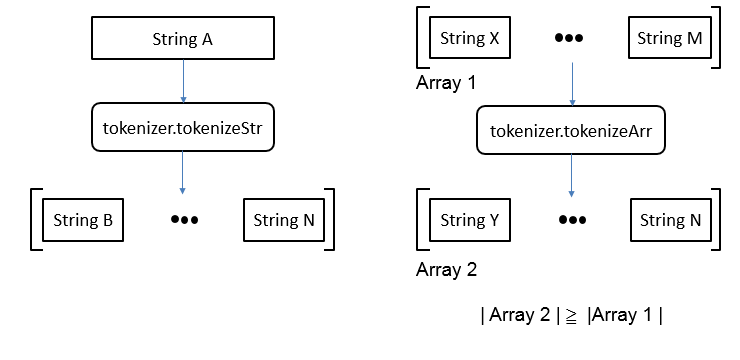 String A
tokenizer.tokenizeStr
String B ••• String N
String X ••• String M
Array 1
tokenizer.tokenizeArr
String Y ••• String N
Array 2
| Array 2 | ≧ |Array 1 |